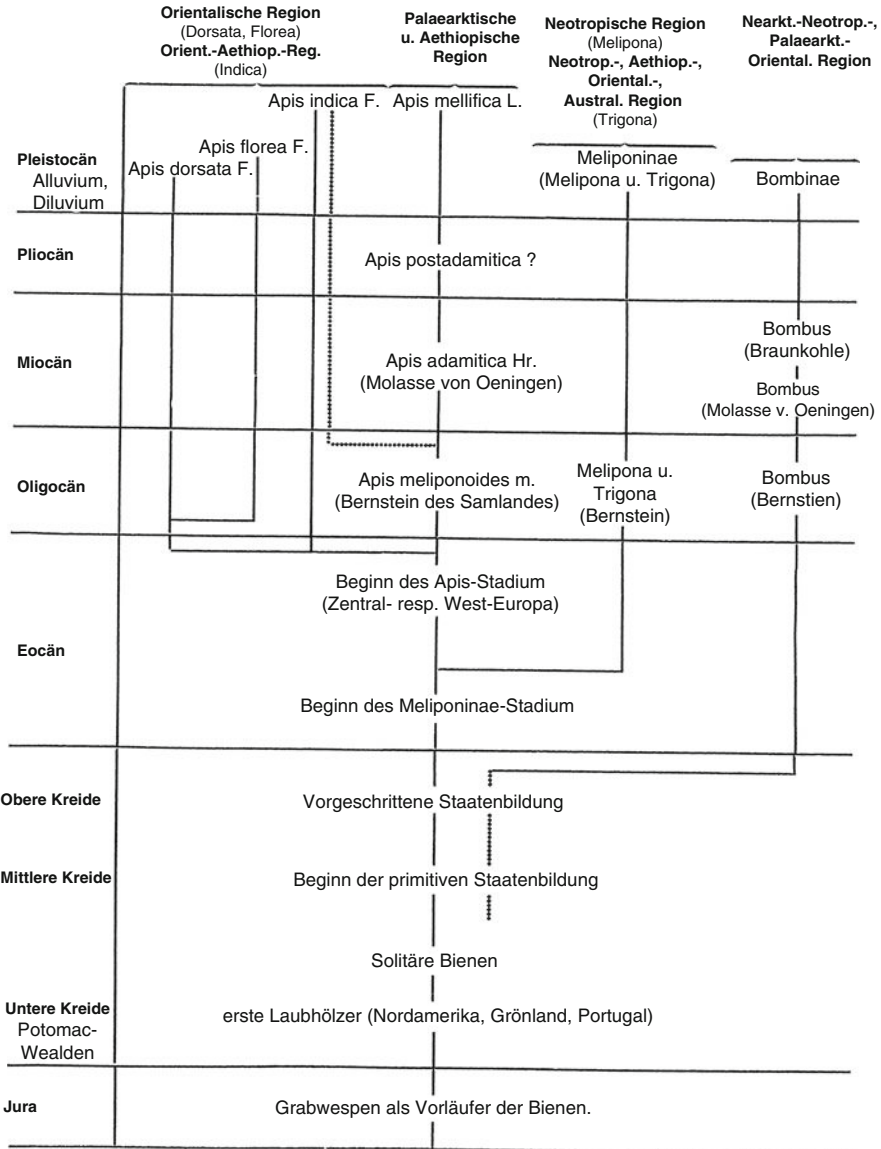 Orientalische Region
(Dorsata, Florea)
Orient.-Aethiop.-Reg.
(Indica)
Palaearktische
u. Aethiopische
Region
Neotropische Region
(Melipona)
Neotrop.-, Aethiop.-,
Oriental.-,
Austral. Region
(Trigona)
Nearkt.-Neotrop.-,
Palaearkt.-
Oriental. Region
Apis indica F.
Apis mellifica L.
Apis florea F.
Apis dorsata F.
Pleistocän
Alluvium,
Diluvium
Meliponinae
(Melipona u. Trigona)
Bombinae
Pliocän
Apis postadamitica ?
Miocän
Apis adamitica Hr.
(Molasse von Oeningen)
Bombus
(Braunkohle)
Bombus
(Molasse v. Oeningen)
Oligocän
Apis meliponoides m.
(Bernstein des Samlandes)
Melipona u.
Trigona
(Bernstein)
Bombus
(Bernstien)
Beginn des Apis-Stadium
(Zentral- resp. West-Europa)
Eocän
Beginn des Meliponinae-Stadium
Obere Kreide
Vorgeschrittene Staatenbildung
Mittlere Kreide
Beginn der primitiven Staatenbildung
Solitäre Bienen
Untere Kreide
Potomac-
Wealden
erste Laubhölzer (Nordamerika, Grönland, Portugal)
Jura
Grabwespen als Vorläufer der Bienen.